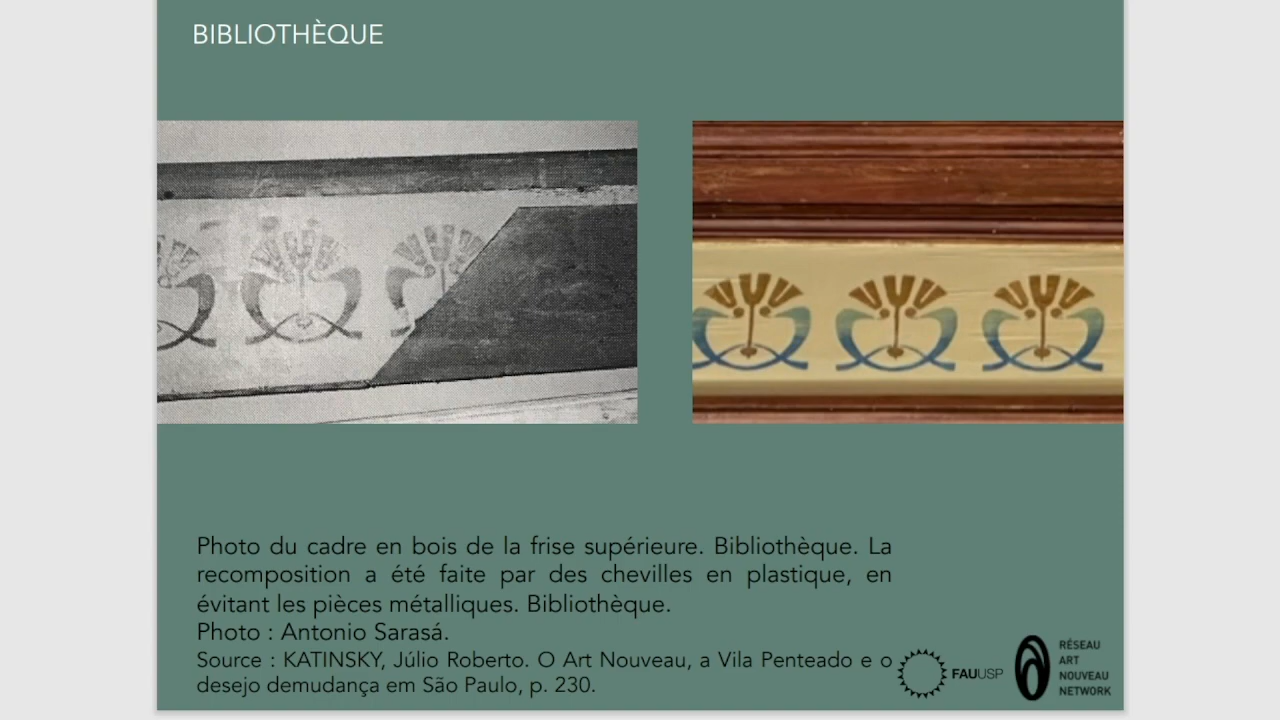 BIBLIOTHÈQUE
Photo du cadre en bois de la frise supérieure. Bibliothèque. La
recomposition a été faite par des chevilles en plastique, en
évitant les pièces métalliques. Bibliothèque.
Photo : Antonio Sarasá.
Source : KATINSKY, Júlio Roberto. O Art Nouveau, a Vila Penteado e o
desejo demudança em São Paulo, p. 230.
FAUUSP
RÉSEAU
ART
NOUVEAU
NETWORK